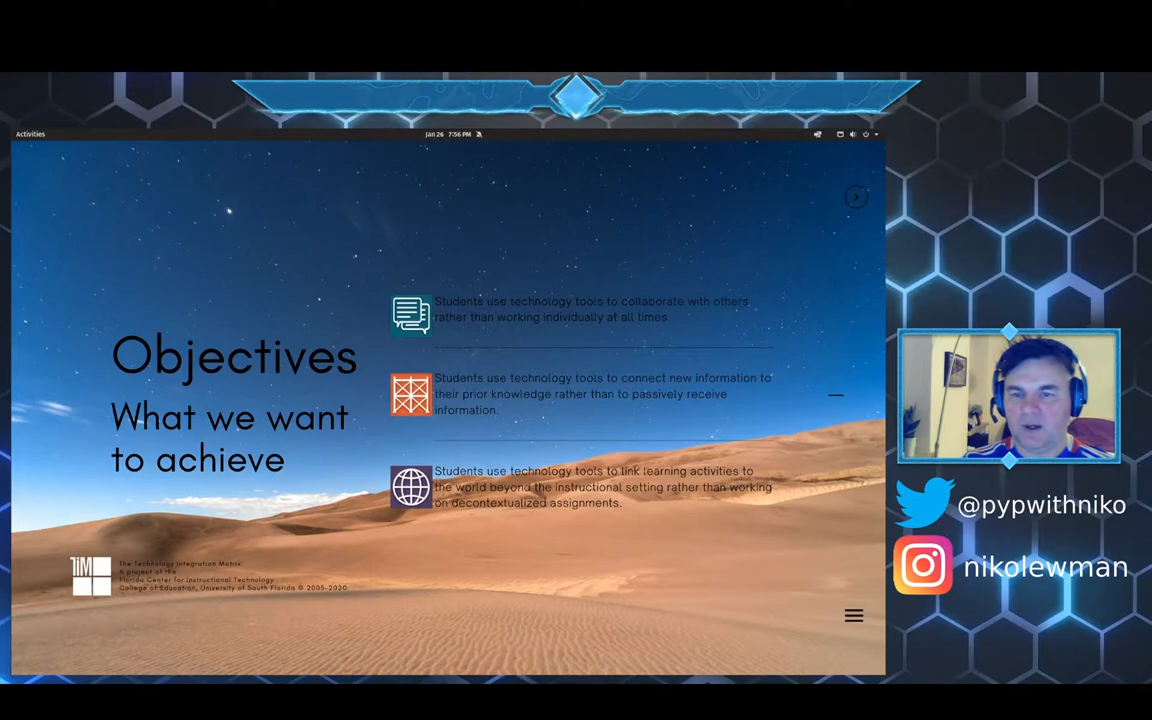 Activities
Jan 26 7:56 PM
Students use technology tools to collaborate with others
rather than working individually at all times.
Objectives
What we want
to achieve
Students use technology tools to connect new information to
their prior knowledge rather than to passively receive
information.
Students use technology tools to link learning activities to
the world beyond the instructional setting rather than working
on decontextualized assignments.
TIM
The Technology Integration Matrix
A project of the
Florida Center for Instructional Technology
College of Education, University of South Florida © 2005-2020.
@pypwithniko
nikolewman